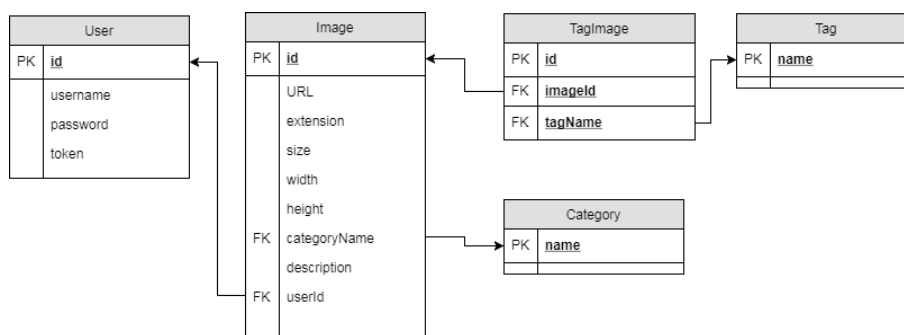 User
PK id
username
password
token
Image
PK id
URL
extension
size
width
height
FK categoryName
description
FK userId
TagImage
PK id
FK imageId
FK tagName
Tag
PK name
Category
PK name